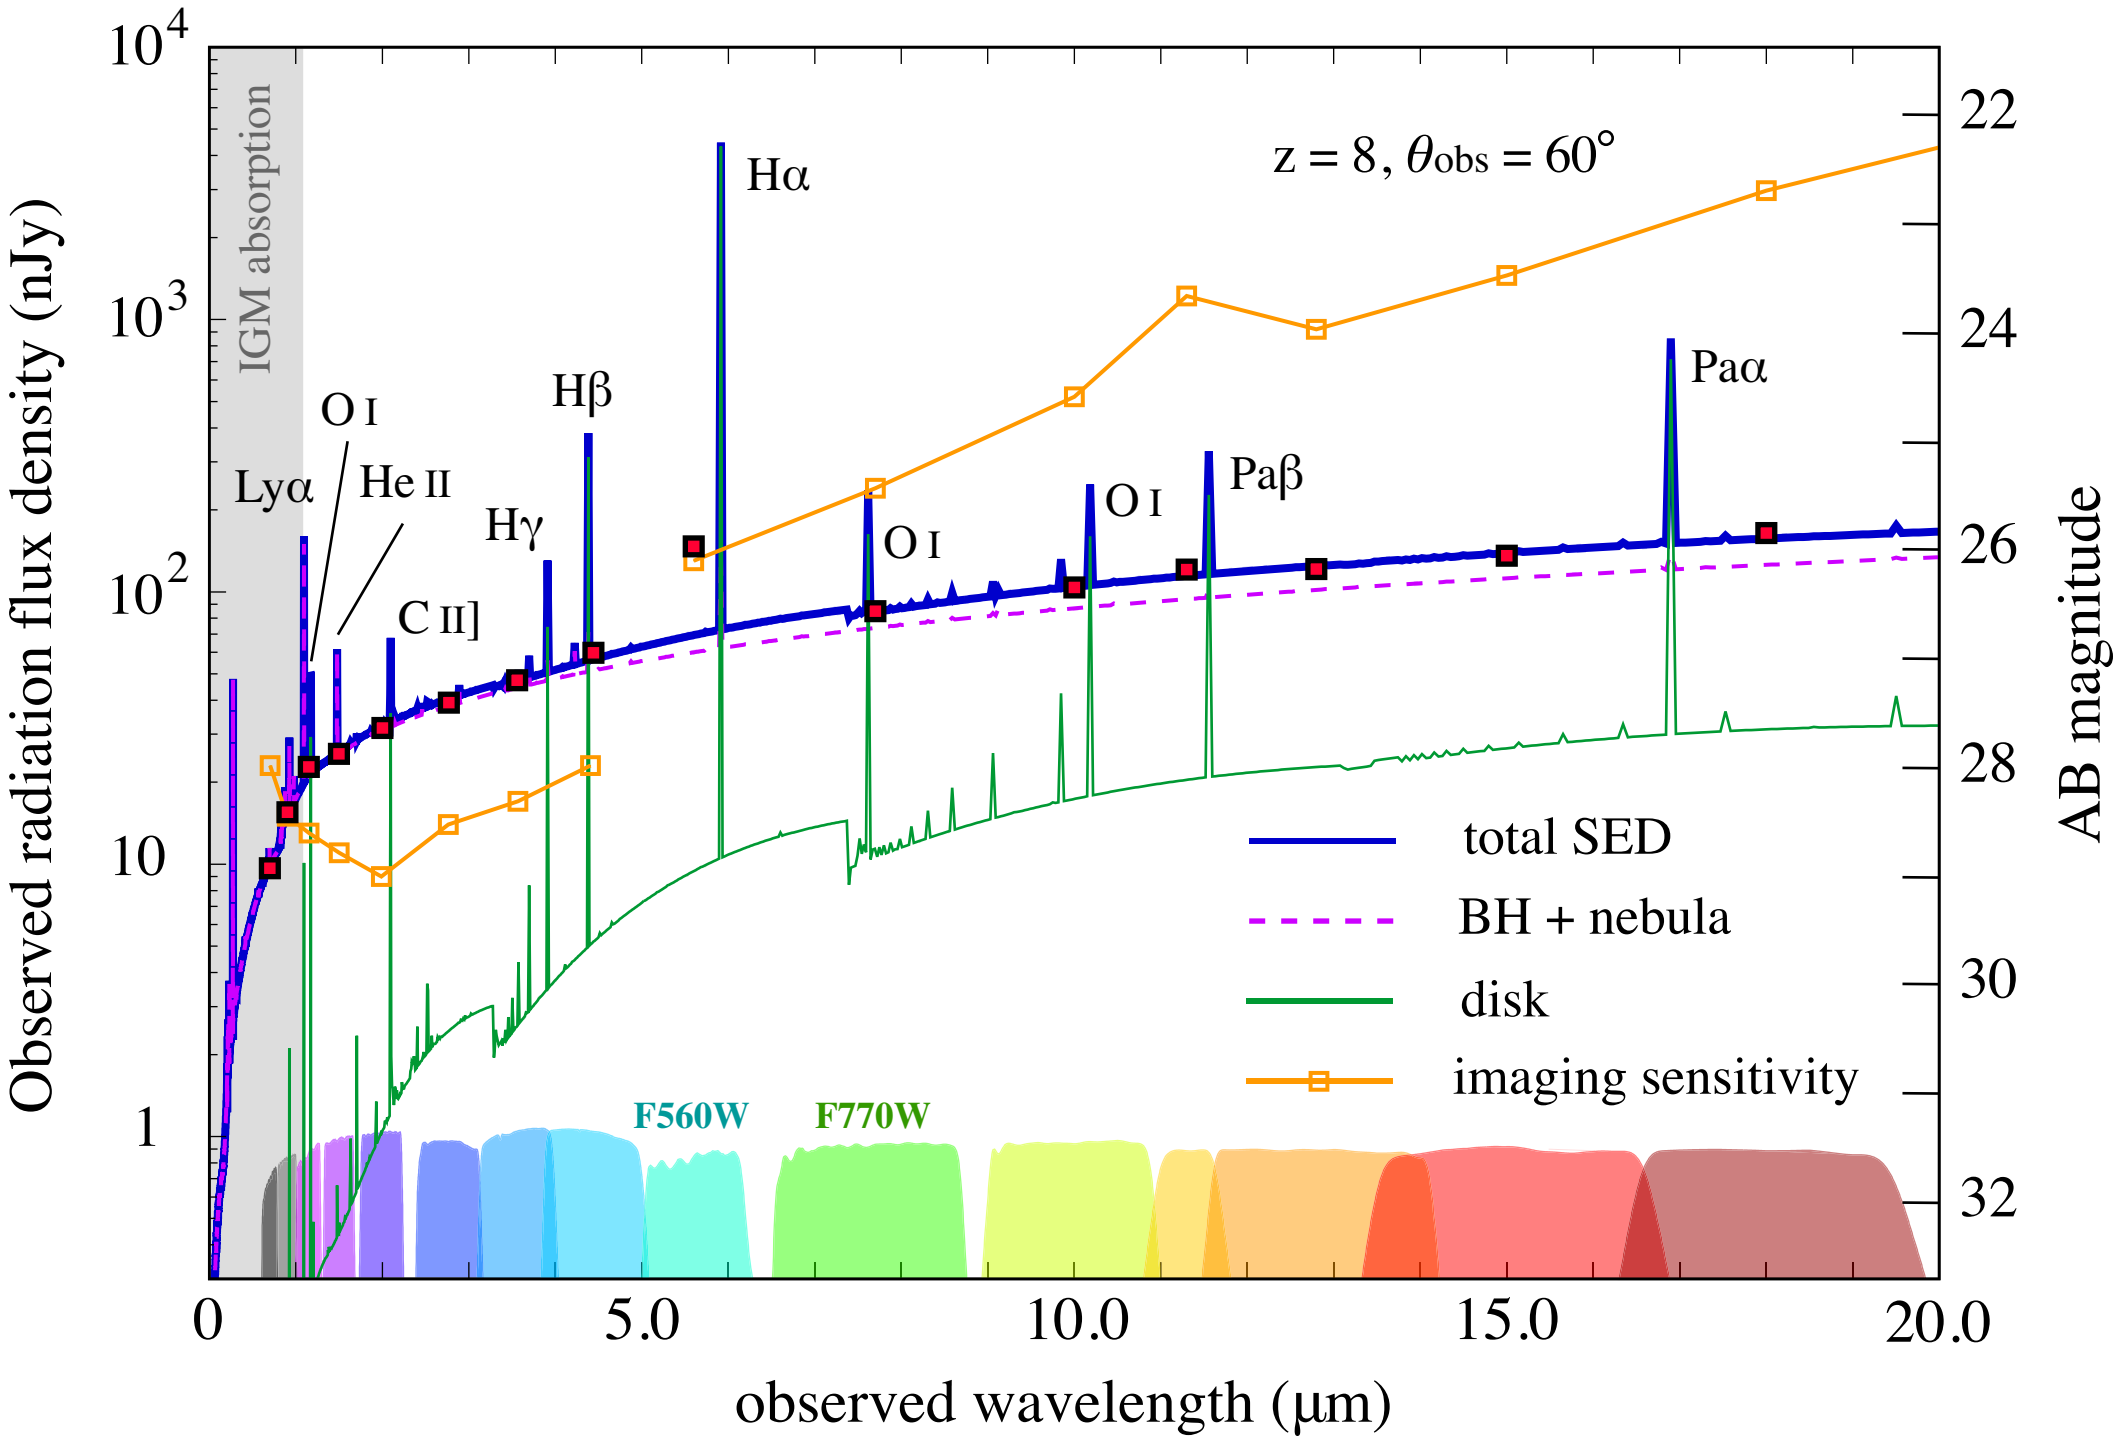 10^4
10^3
10^2
10
1
Observed radiation flux density (nJy)
IGM absorption
z = 8, θobs = 60°
Hα
O I
Hβ
Lyα
He II
Hγ
C II]
O I
O I
Paβ
Paα
22
24
26
28
30
32
AB magnitude
total SED
BH + nebula
disk
imaging sensitivity
F560W
F770W
0
5.0
10.0
15.0
20.0
observed wavelength (μm)